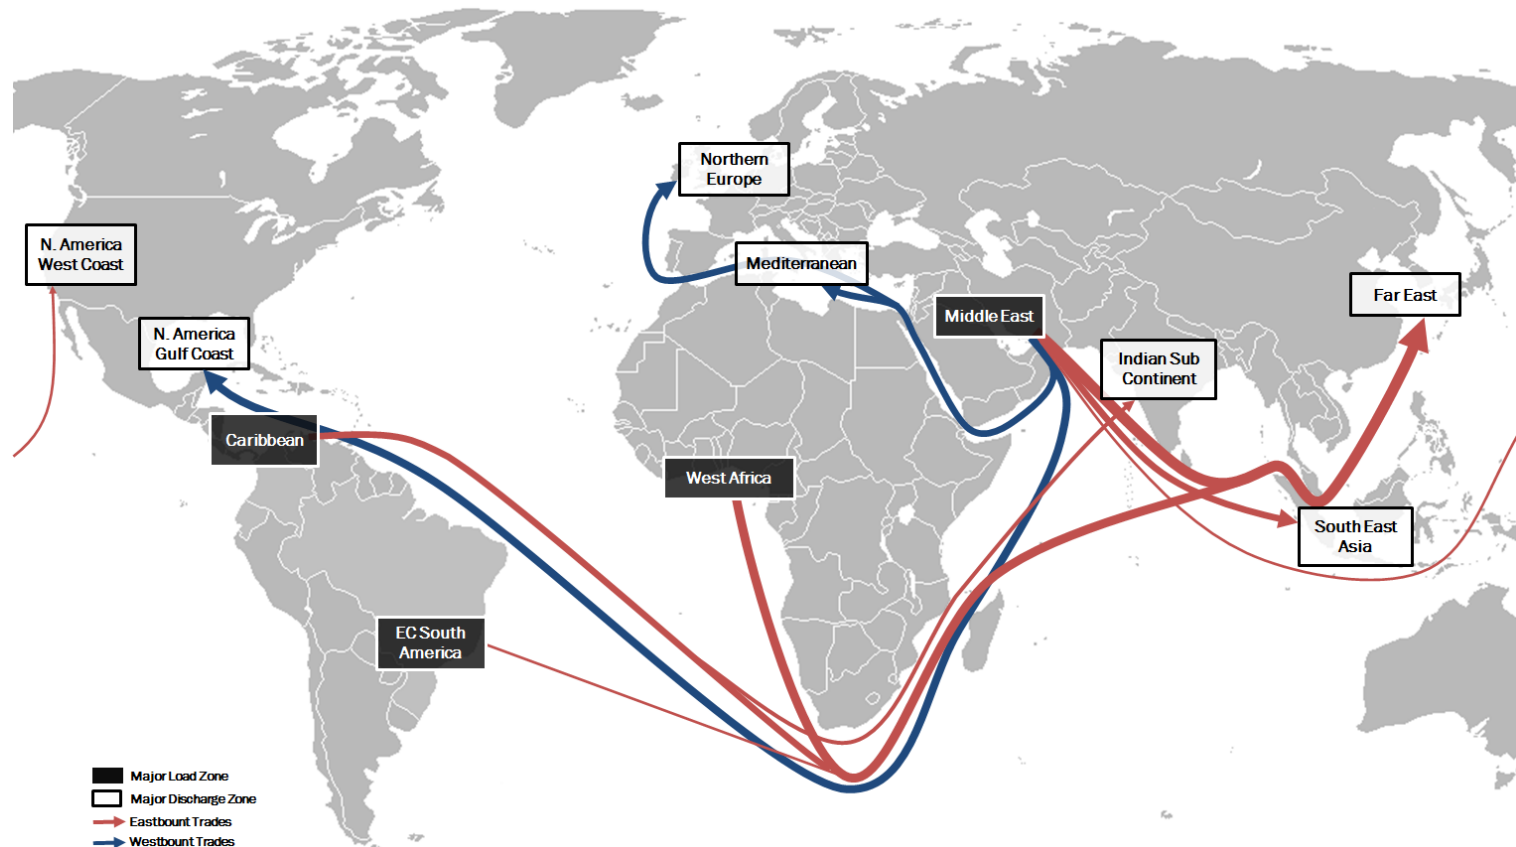 Northern
Europe
N. America
West Coast
Mediterranean
Far East
Middle East
N. America
Gulf Coast
Indian Sub
Continent
Caribbean
West Africa
South East
Asia
EC South
America
Major Load Zone
Major Discharge Zone
Eastbount Trades
Westbount Trades